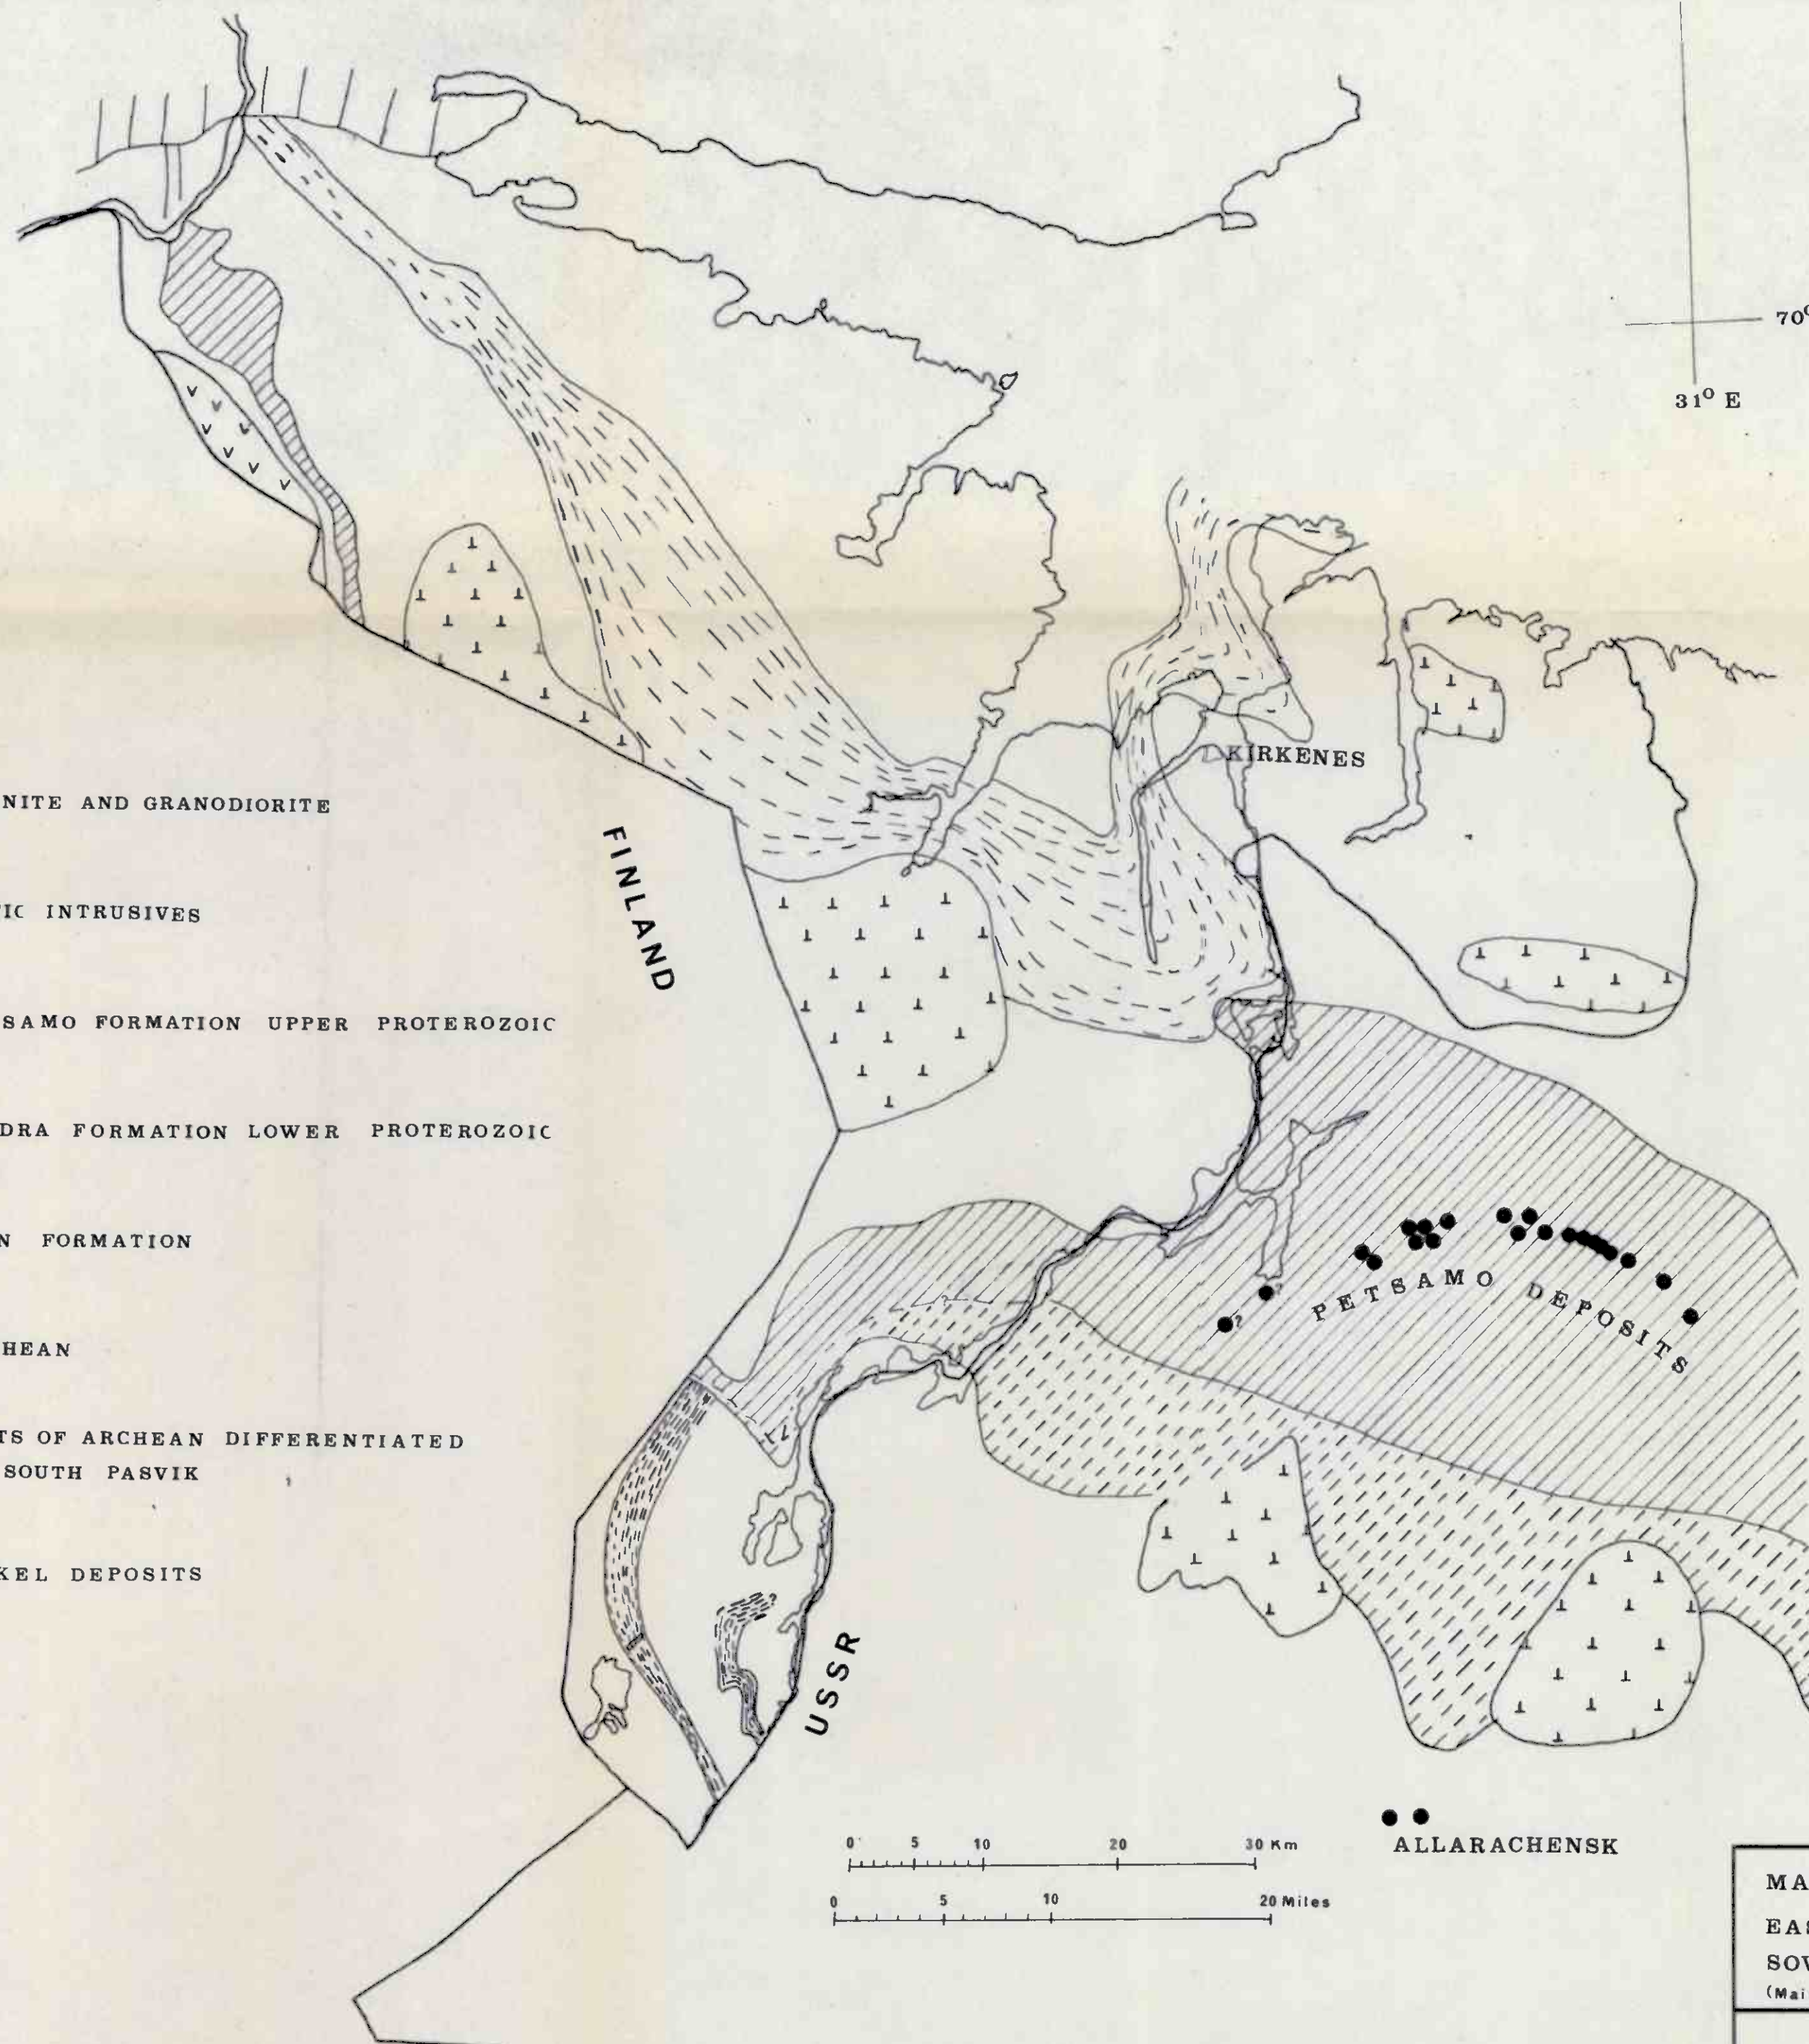 70°
31° E
KIRKENES
NITE AND GRANODIORITE
FINLAND
IC INTRUSIVES
SAMO FORMATION UPPER PROTEROZOIC
DRA FORMATION LOWER PROTEROZOIC
N FORMATION
PETSAMO DEPOSITS
?
HEAN
TS OF ARCHEAN DIFFERENTIATED
SOUTH PASVIK
KEL DEPOSITS
USSR
0 5 10 20 30 Km
ALLARACHENSK
0 5 10 20 Miles
MA
EAS
SOV
(Mai